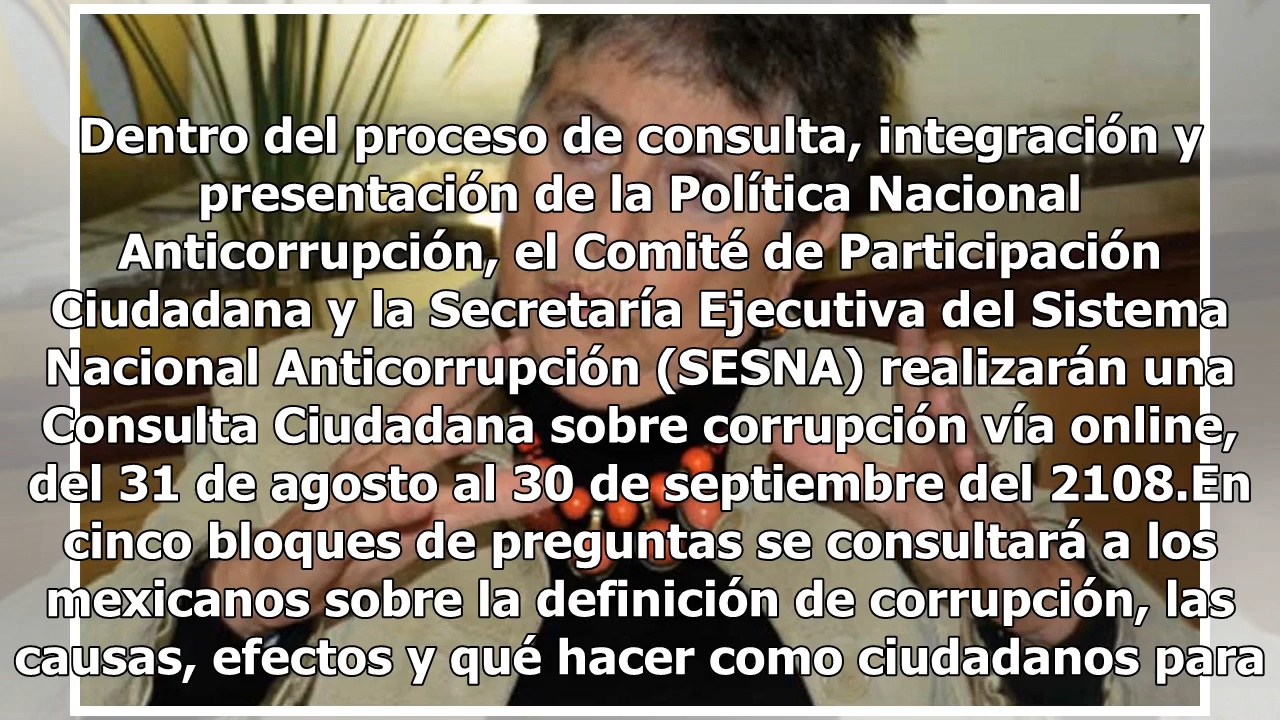 Dentro del proceso de consulta, integración y
presentación de la Política Nacional
Anticorrupción, el Comité de Participación
Ciudadana y la Secretaría Ejecutiva del Sistema
Nacional Anticorrupción (SESNA) realizarán una
Consulta Ciudadana sobre corrupción vía online,
del 31 de agosto al 30 de septiembre del 2108.En
cinco bloques de preguntas se consultará a los
mexicanos sobre la definición de corrupción, las
causas, efectos y qué hacer como ciudadanos para